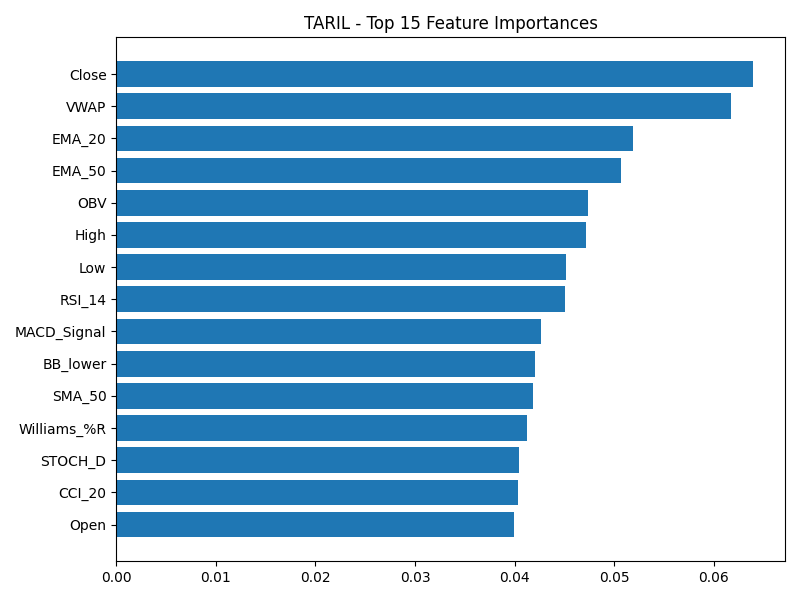 TARIL - Top 15 Feature Importances
Close
VWAP
EMA_20
EMA_50
OBV
High
Low
RSI_14
MACD_Signal
BB_lower
SMA_50
Williams_%R
STOCH_D
CCI_20
Open
0.00 0.01 0.02 0.03 0.04 0.05 0.06